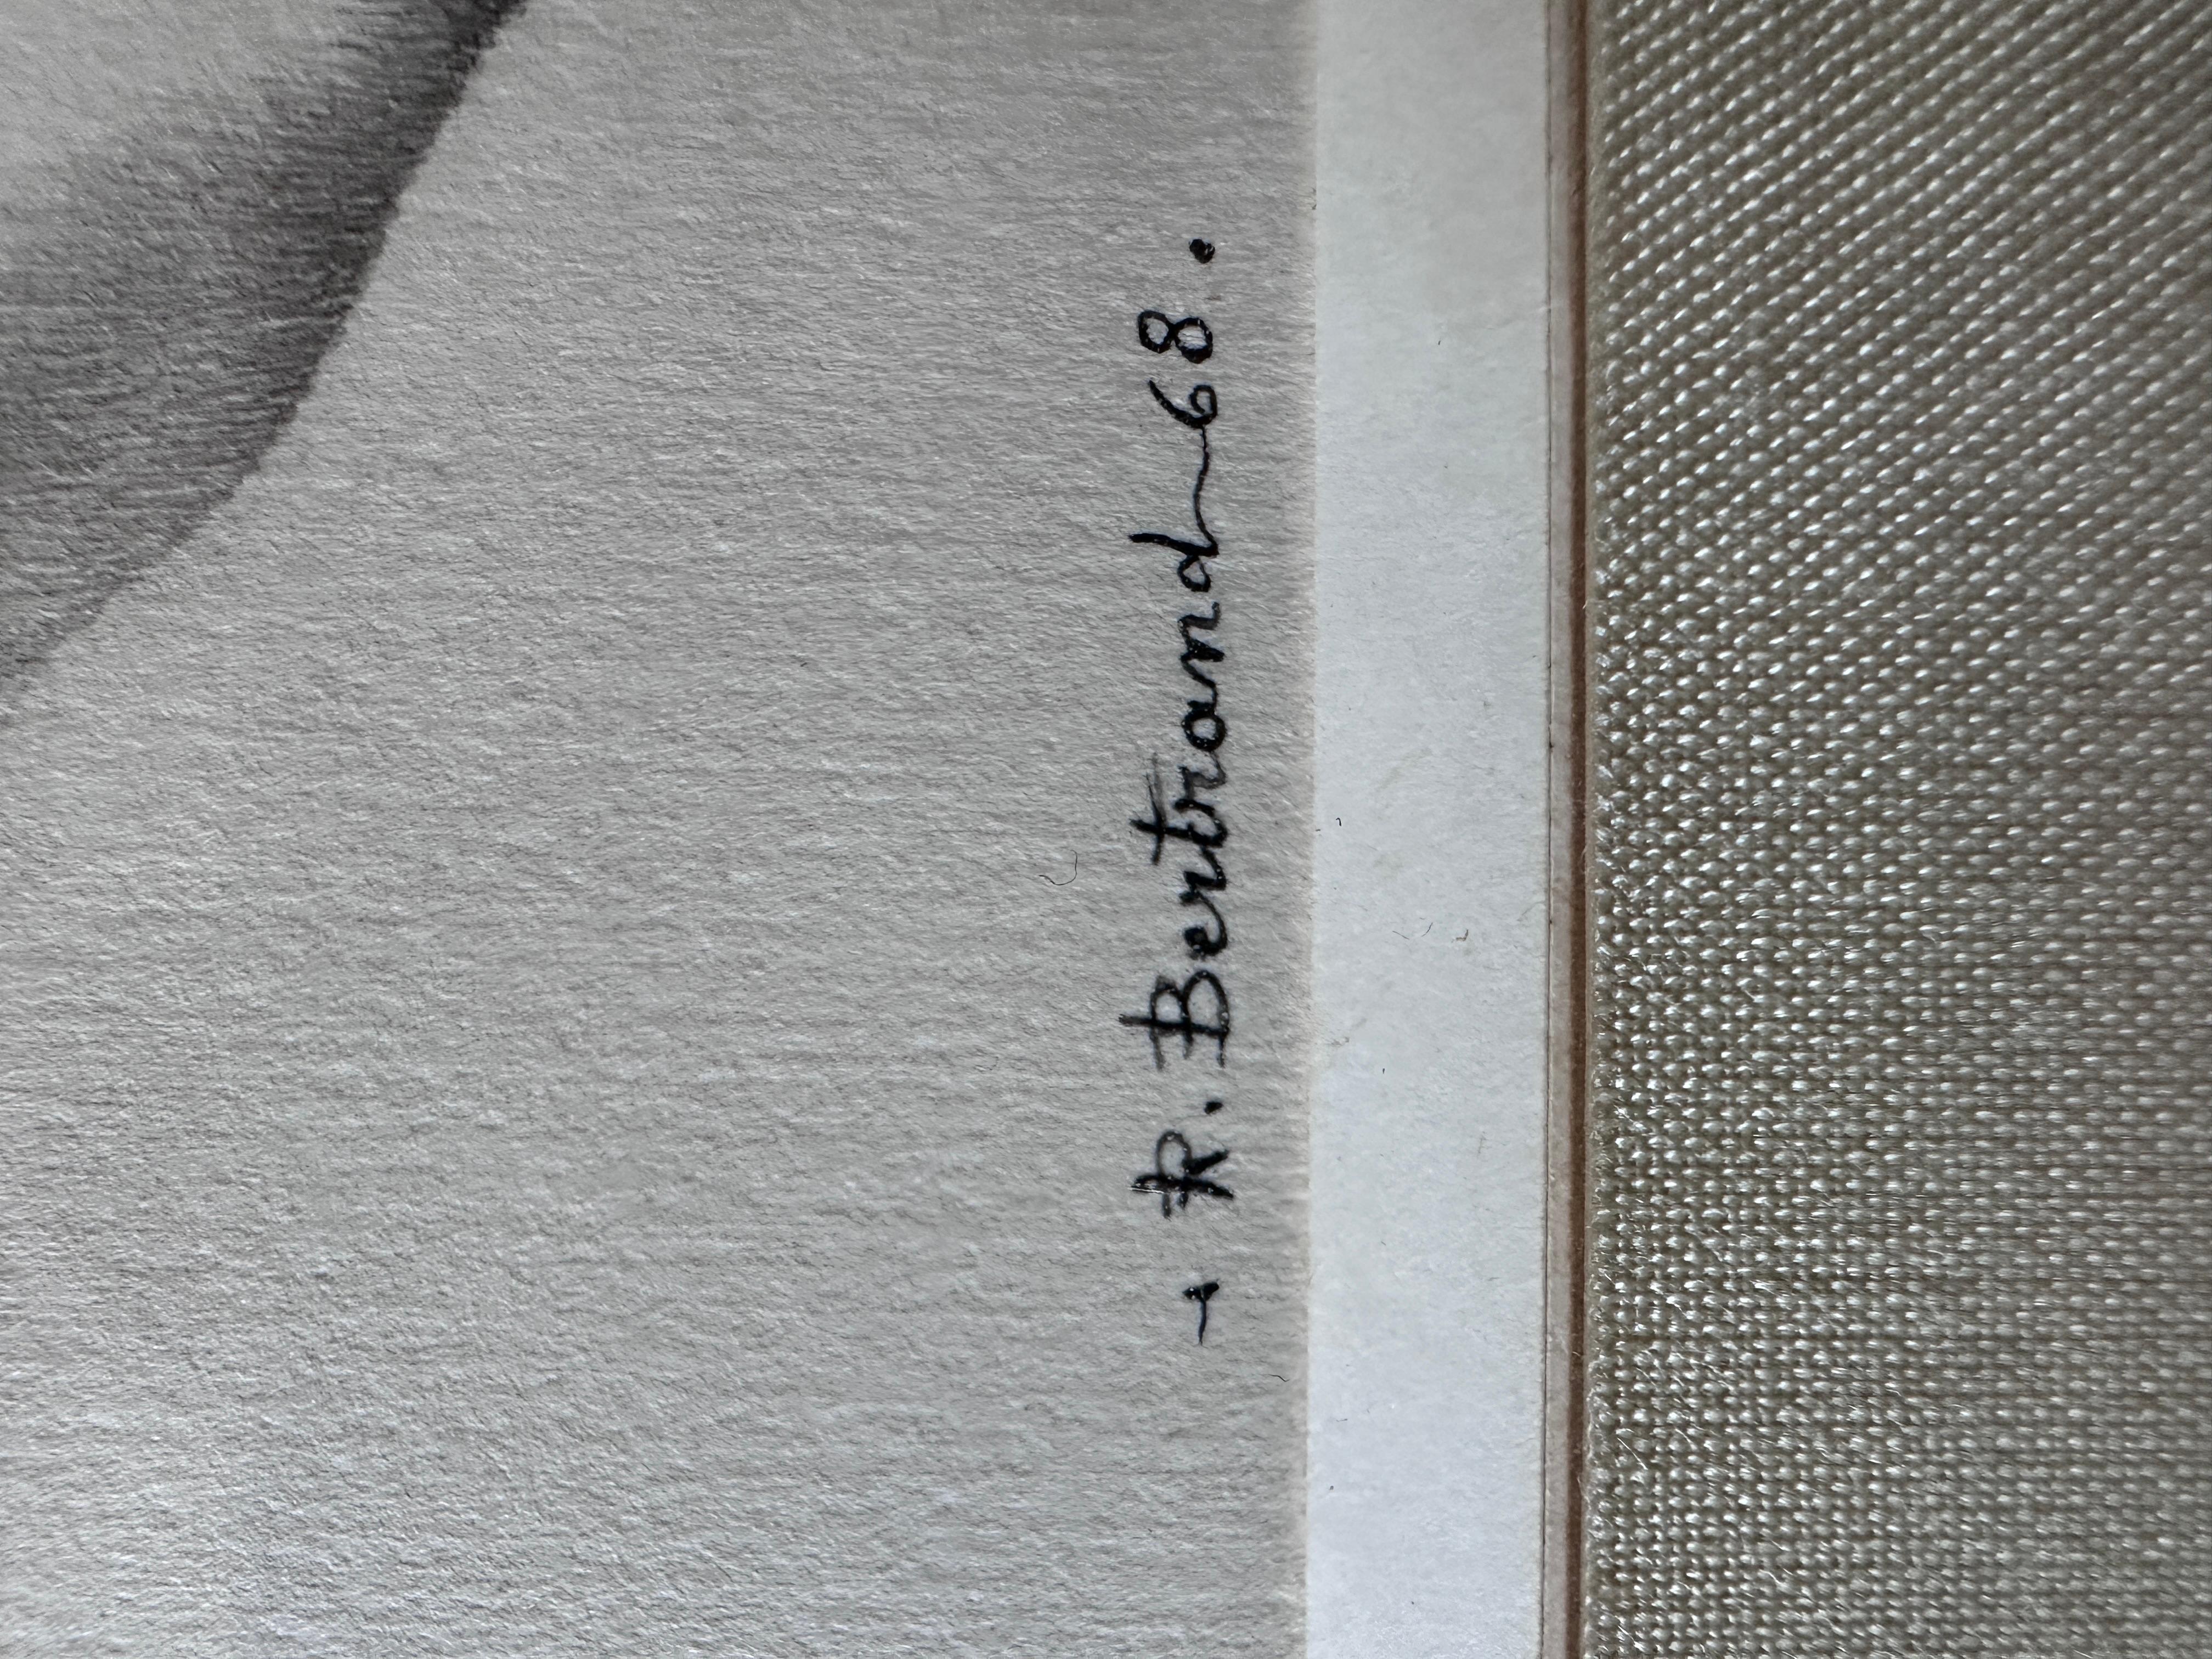 - R. Bertrand 68.